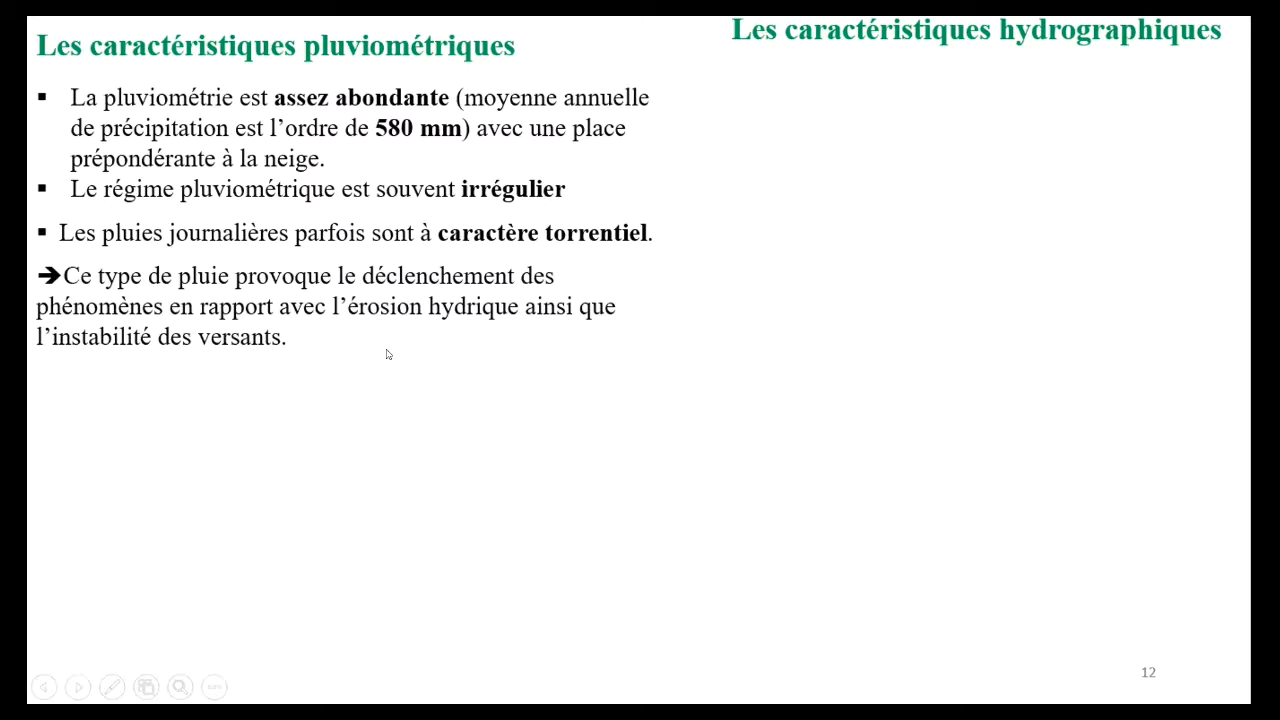 Les caractéristiques pluviométriques
▪ La pluviométrie est assez abondante (moyenne annuelle
de précipitation est l’ordre de 580 mm) avec une place
prépondérante à la neige.
▪ Le régime pluviométrique est souvent irrégulier
▪ Les pluies journalières parfois sont à caractère torrentiel.
➔Ce type de pluie provoque le déclenchement des
phénomènes en rapport avec l’érosion hydrique ainsi que
l’instabilité des versants.
Les caractéristiques hydrographiques
12